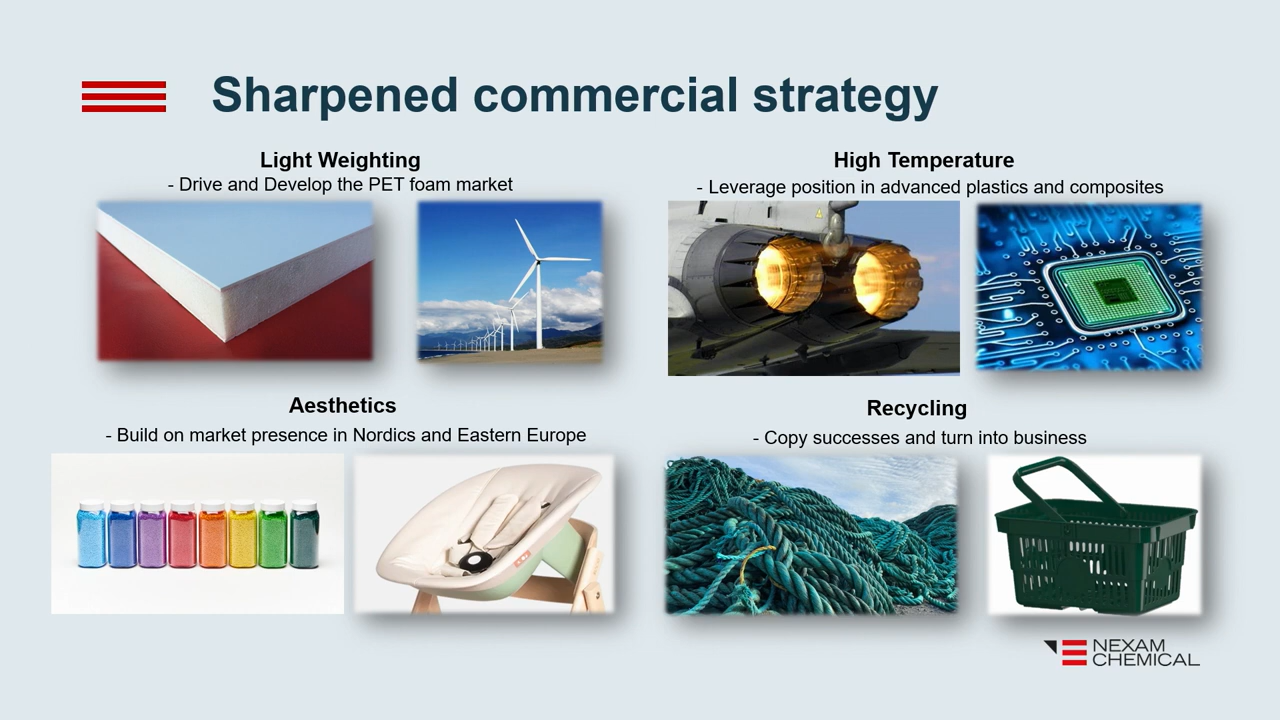 Sharpened commercial strategy
Light Weighting
- Drive and Develop the PET foam market
High Temperature
- Leverage position in advanced plastics and composites
Aesthetics
- Build on market presence in Nordics and Eastern Europe
Recycling
- Copy successes and turn into business
NEXAM
CHEMICAL